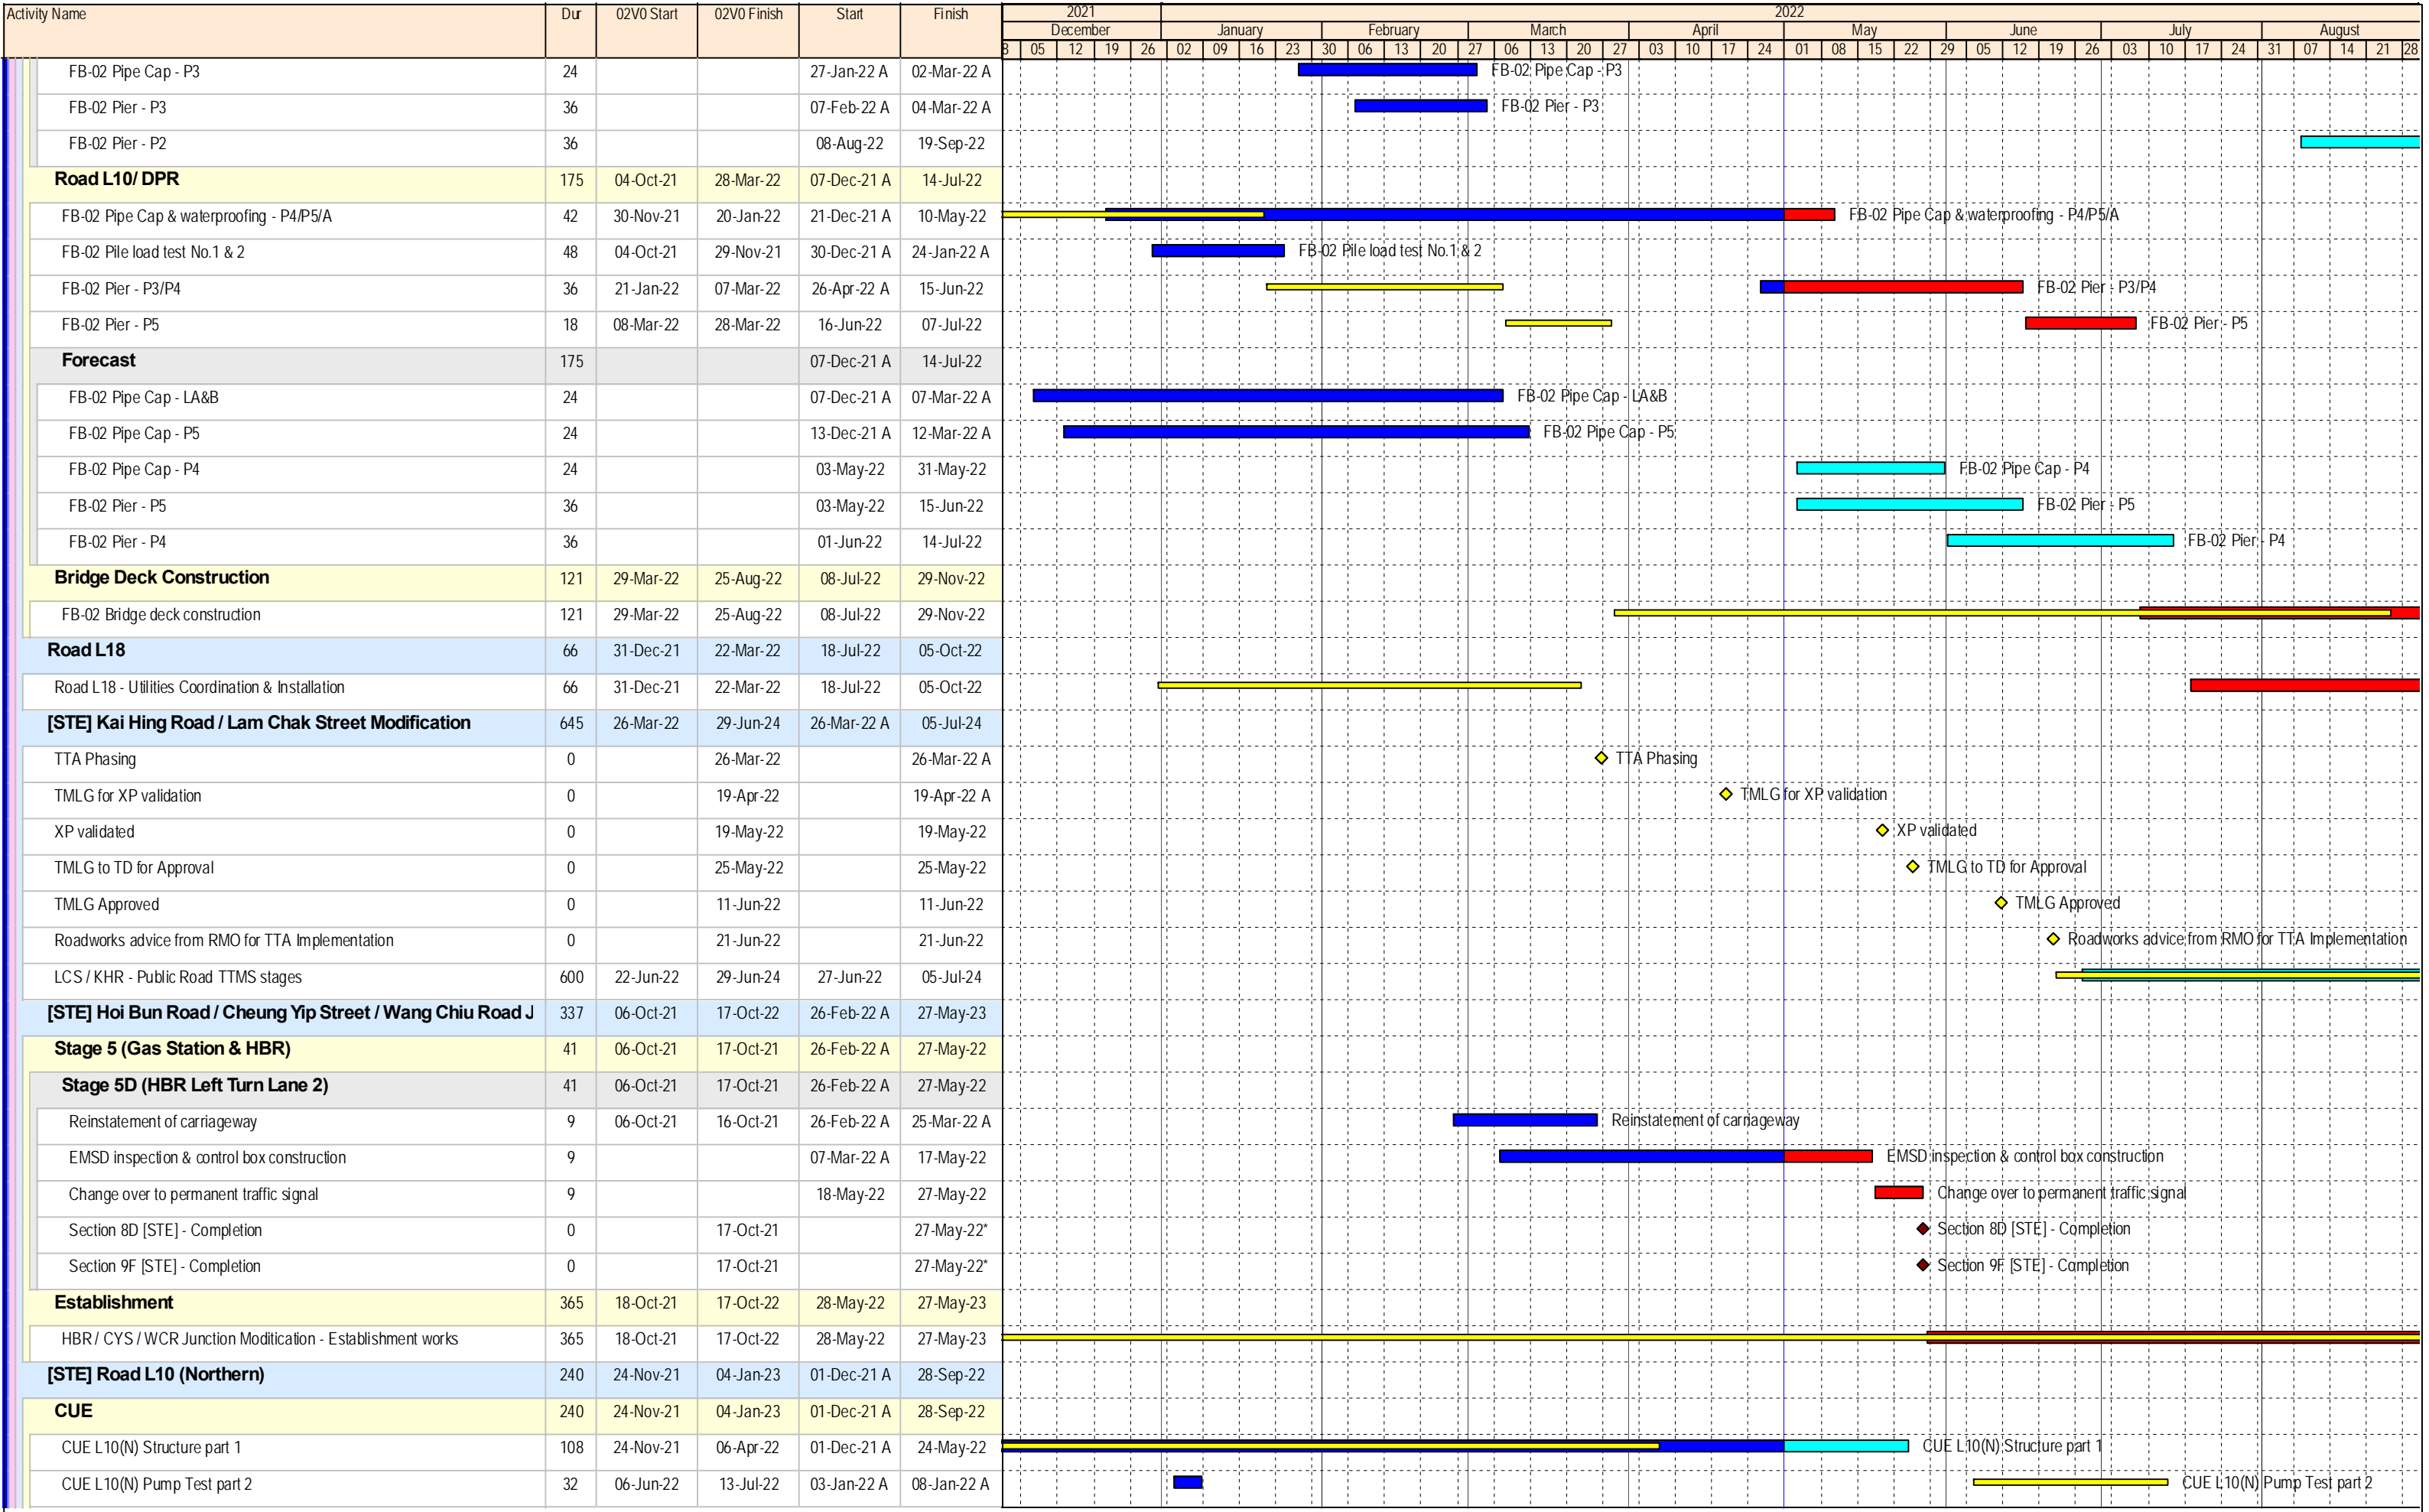 Activity Name Dur 02V0 Start 02V0 Finish Start Finish 2021 2022
December January February March April May June July August
8 05 12 19 26 02 09 16 23 30 06 13 20 27 06 13 20 27 03 10 17 24 01 08 15 22 29 05 12 19 26 03 10 17 24 31 07 14 21 28
FB-02 Pipe Cap - P3 24 27-Jan-22 A 02-Mar-22 A FB-02 Pipe Cap - P3
FB-02 Pier - P3 36 07-Feb-22 A 04-Mar-22 A FB-02 Pier - P3
FB-02 Pier - P2 36 08-Aug-22 19-Sep-22
Road L10/ DPR 175 04-Oct-21 28-Mar-22 07-Dec-21 A 14-Jul-22
FB-02 Pipe Cap & waterproofing - P4/P5/A 42 30-Nov-21 20-Jan-22 21-Dec-21 A 10-May-22 FB-02 Pipe Cap & waterproofing - P4/P5/A
FB-02 Pile load test No.1 & 2 48 04-Oct-21 29-Nov-21 30-Dec-21 A 24-Jan-22 A FB-02 Pile load test No.1 & 2
FB-02 Pier - P3/P4 36 21-Jan-22 07-Mar-22 26-Apr-22 A 15-Jun-22 FB-02 Pier - P3/P4
FB-02 Pier - P5 18 08-Mar-22 28-Mar-22 16-Jun-22 07-Jul-22 FB-02 Pier - P5
Forecast 175 07-Dec-21 A 14-Jul-22
FB-02 Pipe Cap - LA&B 24 07-Dec-21 A 07-Mar-22 A FB-02 Pipe Cap - LA&B
FB-02 Pipe Cap - P5 24 13-Dec-21 A 12-Mar-22 A FB-02 Pipe Cap - P5
FB-02 Pipe Cap - P4 24 03-May-22 31-May-22 FB-02 Pipe Cap - P4
FB-02 Pier - P5 36 03-May-22 15-Jun-22 FB-02 Pier - P5
FB-02 Pier - P4 36 01-Jun-22 14-Jul-22 FB-02 Pier - P4
Bridge Deck Construction 121 29-Mar-22 25-Aug-22 08-Jul-22 29-Nov-22
FB-02 Bridge deck construction 121 29-Mar-22 25-Aug-22 08-Jul-22 29-Nov-22
Road L18 66 31-Dec-21 22-Mar-22 18-Jul-22 05-Oct-22
Road L18 - Utilities Coordination & Installation 66 31-Dec-21 22-Mar-22 18-Jul-22 05-Oct-22
[STE] Kai Hing Road / Lam Chak Street Modification 645 26-Mar-22 29-Jun-24 26-Mar-22 A 05-Jul-24
TTA Phasing 0 26-Mar-22 26-Mar-22 A TTA Phasing
TMLG for XP validation 0 19-Apr-22 19-Apr-22 A TMLG for XP validation
XP validated 0 19-May-22 19-May-22 XP validated
TMLG to TD for Approval 0 25-May-22 25-May-22 TMLG to TD for Approval
TMLG Approved 0 11-Jun-22 11-Jun-22 TMLG Approved
Roadworks advice from RMO for TTA Implementation 0 21-Jun-22 21-Jun-22 Roadworks advice from RMO for TTA Implementation
LCS / KHR - Public Road TTMS stages 600 22-Jun-22 29-Jun-24 27-Jun-22 05-Jul-24
[STE] Hoi Bun Road / Cheung Yip Street / Wang Chiu Road J 337 06-Oct-21 17-Oct-22 26-Feb-22 A 27-May-23
Stage 5 (Gas Station & HBR) 41 06-Oct-21 17-Oct-21 26-Feb-22 A 27-May-22
Stage 5D (HBR Left Turn Lane 2) 41 06-Oct-21 17-Oct-21 26-Feb-22 A 27-May-22
Reinstatement of carriageway 9 06-Oct-21 16-Oct-21 26-Feb-22 A 25-Mar-22 A Reinstatement of carriageway
EMSD inspection & control box construction 9 07-Mar-22 A 17-May-22 EMSD inspection & control box construction
Change over to permanent traffic signal 9 18-May-22 27-May-22 Change over to permanent traffic signal
Section 8D [STE] - Completion 0 17-Oct-21 27-May-22* Section 8D [STE] - Completion
Section 9F [STE] - Completion 0 17-Oct-21 27-May-22* Section 9F [STE] - Completion
Establishment 365 18-Oct-21 17-Oct-22 28-May-22 27-May-23
HBR / CYS / WCR Junction Moditication - Establishment works 365 18-Oct-21 17-Oct-22 28-May-22 27-May-23
[STE] Road L10 (Northern) 240 24-Nov-21 04-Jan-23 01-Dec-21 A 28-Sep-22
CUE 240 24-Nov-21 04-Jan-23 01-Dec-21 A 28-Sep-22
CUE L10(N) Structure part 1 108 24-Nov-21 06-Apr-22 01-Dec-21 A 24-May-22 CUE L10(N) Structure part 1
CUE L10(N) Pump Test part 2 32 06-Jun-22 13-Jul-22 03-Jan-22 A 08-Jan-22 A CUE L10(N) Pump Test part 2